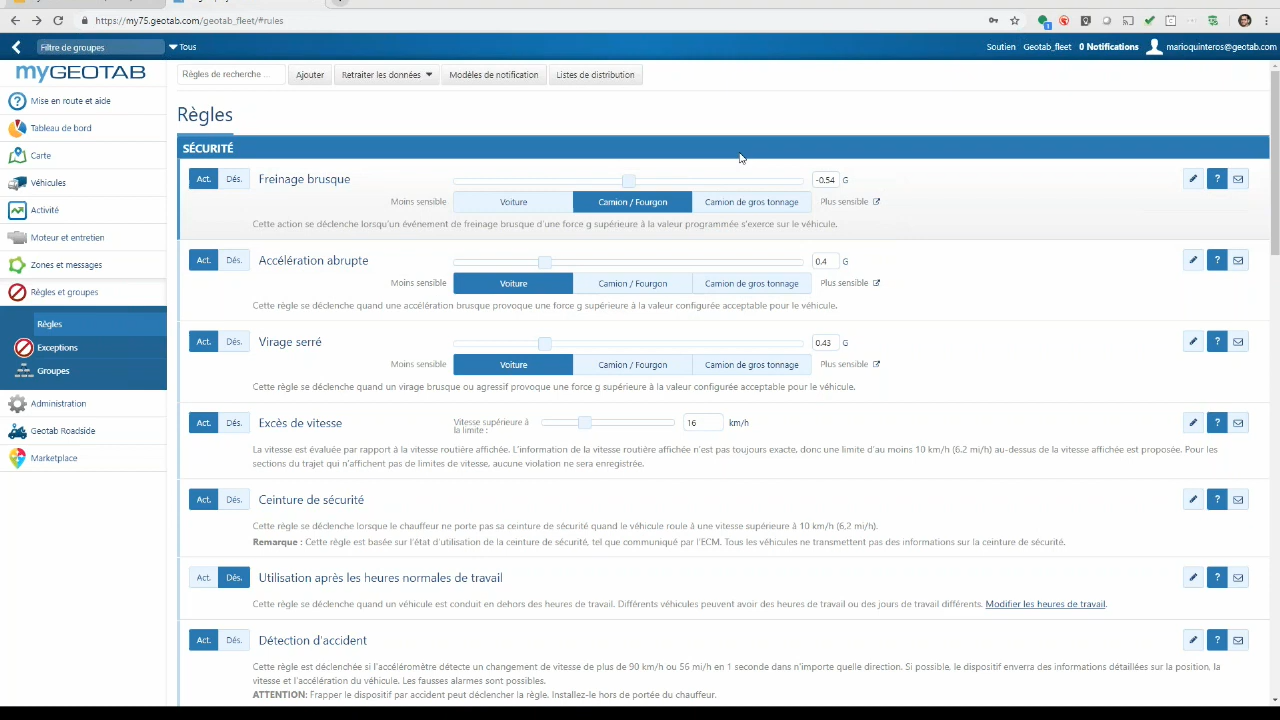 https://my75.geotab.com/geotab_fleet/#rules
Filtre de groupes
Tous
Soutien
Geotab_fleet
0 Notifications
marioquinteros@geotab.com
myGEOTAB
Mise en route et aide
Tableau de bord
Carte
Véhicules
Activité
Moteur et entretien
Zones et messages
Règles et groupes
Règles
Exceptions
Groupes
Administration
Geotab Roadside
Marketplace
Règles de recherche ...
Ajouter
Retraiter les données
Modèles de notification
Listes de distribution
Règles
SÉCURITÉ
Act. Dés. Freinage brusque -0.54 G
Moins sensible Voiture Camion / Fourgon Camion de gros tonnage Plus sensible
Cette action se déclenche lorsqu'un événement de freinage brusque d'une force g supérieure à la valeur programmée s'exerce sur le véhicule.
Act. Dés. Accélération abrupte 0.4 G
Moins sensible Voiture Camion / Fourgon Camion de gros tonnage Plus sensible
Cette règle se déclenche quand une accélération brusque provoque une force g supérieure à la valeur configurée acceptable pour le véhicule.
Act. Dés. Virage serré 0.43 G
Moins sensible Voiture Camion / Fourgon Camion de gros tonnage Plus sensible
Cette règle se déclenche quand un virage brusque ou agressif provoque une force g supérieure à la valeur configurée acceptable pour le véhicule.
Act. Dés. Excès de vitesse Vitesse supérieure à
la limite : 16 km/h
La vitesse est évaluée par rapport à la vitesse routière affichée. L'information de la vitesse routière affichée n'est pas toujours exacte, donc une limite d'au moins 10 km/h (6.2 mi/h) au-dessus de la vitesse affichée est proposée. Pour les
sections du trajet qui n'affichent pas de limites de vitesse, aucune violation ne sera enregistrée.
Act. Dés. Ceinture de sécurité
Cette règle se déclenche lorsque le chauffeur ne porte pas sa ceinture de sécurité quand le véhicule roule à une vitesse supérieure à 10 km/h (6,2 mi/h).
Remarque : Cette règle est basée sur l'état d'utilisation de la ceinture de sécurité, tel que communiqué par l'ECM. Tous les véhicules ne transmettent pas des informations sur la ceinture de sécurité.
Act. Dés. Utilisation après les heures normales de travail
Cette règle se déclenche quand un véhicule est conduit en dehors des heures de travail. Différents véhicules peuvent avoir des heures de travail ou des jours de travail différents. Modifier les heures de travail.
Act. Dés. Détection d'accident
Cette règle est déclenchée si l'accéléromètre détecte un changement de vitesse de plus de 90 km/h ou 56 mi/h en 1 seconde dans n'importe quelle direction. Si possible, le dispositif enverra des informations détaillées sur la position, la
vitesse et l'accélération du véhicule. Les fausses alarmes sont possibles.
ATTENTION: Frapper le dispositif par accident peut déclencher la règle. Installez-le hors de portée du chauffeur.